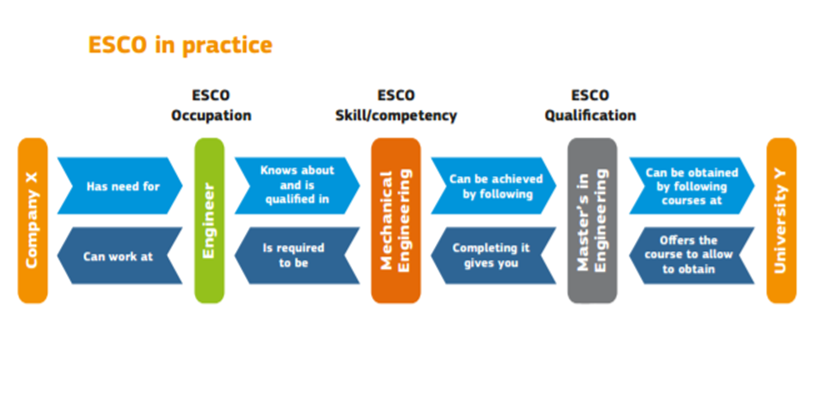 ESCO in practice
ESCO
Occupation
ESCO
Skill/competency
ESCO
Qualification
Company X
Has need for
Can work at
Engineer
Knows about
and is
qualified in
Is required
to be
Mechanical
Engineering
Can be achieved
by following
Completing it
gives you
Master's in
Engineering
Can be obtained
by following
courses at
Offers the
course to allow
to obtain
University Y